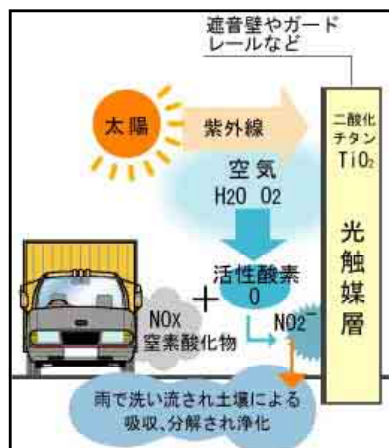 遮音壁やガード
レールなど
太陽
紫外線
二酸化
チタン
TiO₂
空気
H2O O2
光触媒層
活性酸素
O
+
NOX
窒素酸化物
NO2⁻
雨で洗い流され土壌による
吸収、分解され浄化